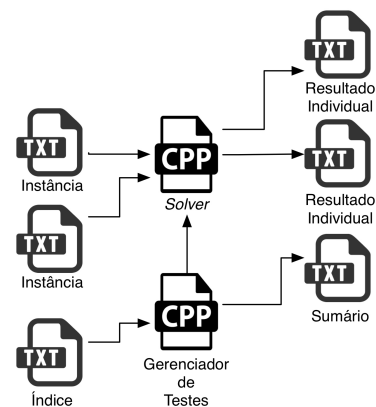 TXT
Resultado
Individual
TXT
Instância
CPP
Solver
TXT
Resultado
Individual
TXT
Instância
TXT
Sumário
CPP
Gerenciador
de
Testes
TXT
Índice